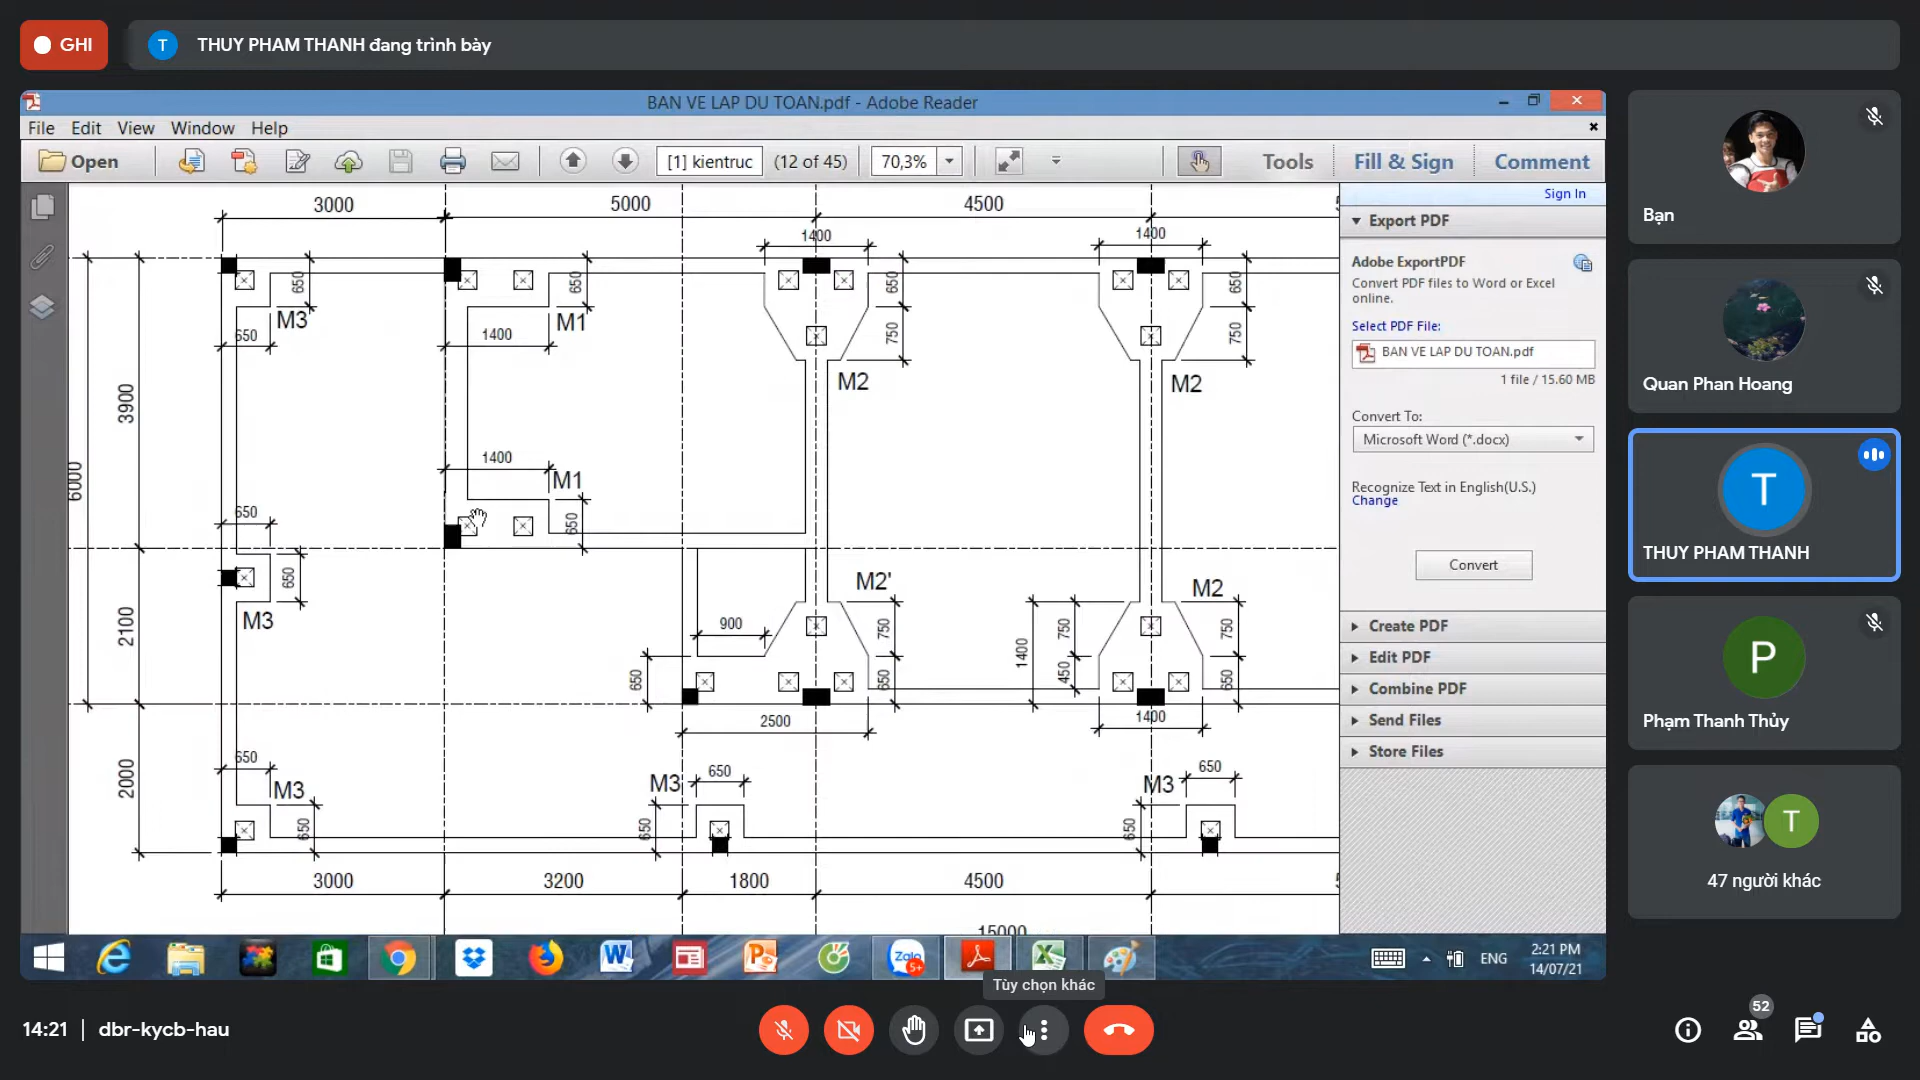 GHI
T THUY PHAM THANH đang trình bày
BAN VE LAP DU TOAN.pdf - Adobe Reader
File Edit View Window Help
Open [1] kientruc (12 of 45) 70,3% Tools Fill & Sign Comment
Sign In
Export PDF
Adobe ExportPDF
Convert PDF files to Word or Excel
online.
Select PDF File:
BAN VE LAP DU TOAN.pdf
1 file / 15.60 MB
Convert To:
Microsoft Word (*.docx)
Recognize Text in English(U.S.)
Change
Convert
Create PDF
Edit PDF
Combine PDF
Send Files
Store Files
3000 5000 4500
1400 1400
650 650 650 650
M3 M1
650 1400 750 750
M2 M2
3900
1400
M1
6000
650 650
650
M2' M2
M3
2100
900 750 1400 750 750
650 450
650 650
2500 1400
650 M3 650 M3 650
2000
M3
650 650 650
3000 3200 1800 4500
15000
Bạn
Quan Phan Hoang
T
THUY PHAM THANH
P
Phạm Thanh Thủy
T
47 người khác
Zalo 5+
ENG
2:21 PM
14/07/21
Tùy chọn khác
14:21 | dbr-kycb-hau
52